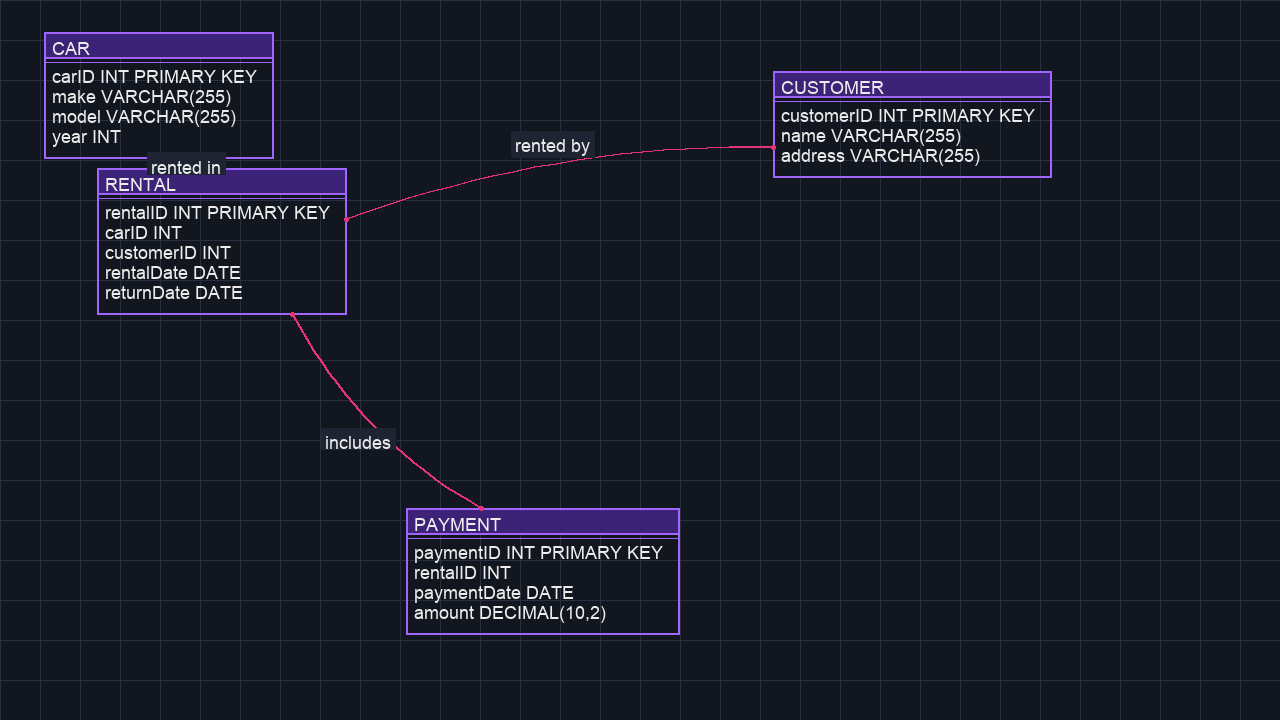 CAR
carID INT PRIMARY KEY
make VARCHAR(255)
model VARCHAR(255)
year INT
rented in
RENTAL
rentalID INT PRIMARY KEY
carID INT
customerID INT
rentalDate DATE
returnDate DATE
rented by
CUSTOMER
customerID INT PRIMARY KEY
name VARCHAR(255)
address VARCHAR(255)
includes
PAYMENT
paymentID INT PRIMARY KEY
rentalID INT
paymentDate DATE
amount DECIMAL(10,2)